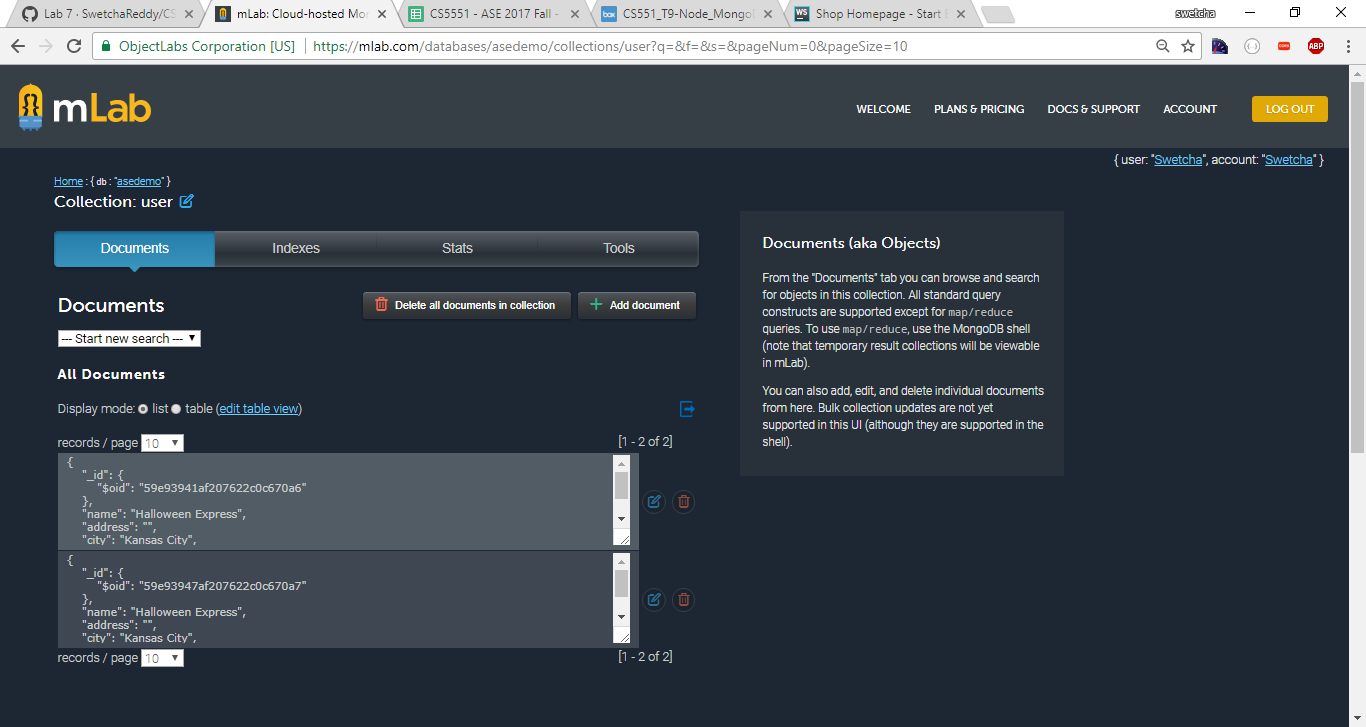 Lab 7 · SwetchaReddy/CS
mLab: Cloud-hosted Mo
CS5551 - ASE 2017 Fall -
box
CS551_T9-Node_Mongo
WS
Shop Homepage - Start
swetcha
ObjectLabs Corporation [US]
https://mlab.com/databases/asedemo/collections/user?q=&f=&s=&pageNum=0&pageSize=10
ABP
mLab
WELCOME
PLANS & PRICING
DOCS & SUPPORT
ACCOUNT
LOG OUT
{ user: "Swetcha", account: "Swetcha" }
Home : { db : "asedemo" }
Collection: user
Documents
Indexes
Stats
Tools
Documents
Delete all documents in collection
Add document
--- Start new search ---
All Documents
Display mode: list table (edit table view)
records / page 10
[1 - 2 of 2]
{
"_id": {
"$oid": "59e93941af207622c0c670a6"
},
"name": "Halloween Express",
"address": "",
"city": "Kansas City",
{
"_id": {
"$oid": "59e93947af207622c0c670a7"
},
"name": "Halloween Express",
"address": "",
"city": "Kansas City",
records / page 10
[1 - 2 of 2]
Documents (aka Objects)
From the "Documents" tab you can browse and search
for objects in this collection. All standard query
constructs are supported except for map/reduce
queries. To use map/reduce, use the MongoDB shell
(note that temporary result collections will be viewable
in mLab).
You can also add, edit, and delete individual documents
from here. Bulk collection updates are not yet
supported in this UI (although they are supported in the
shell).